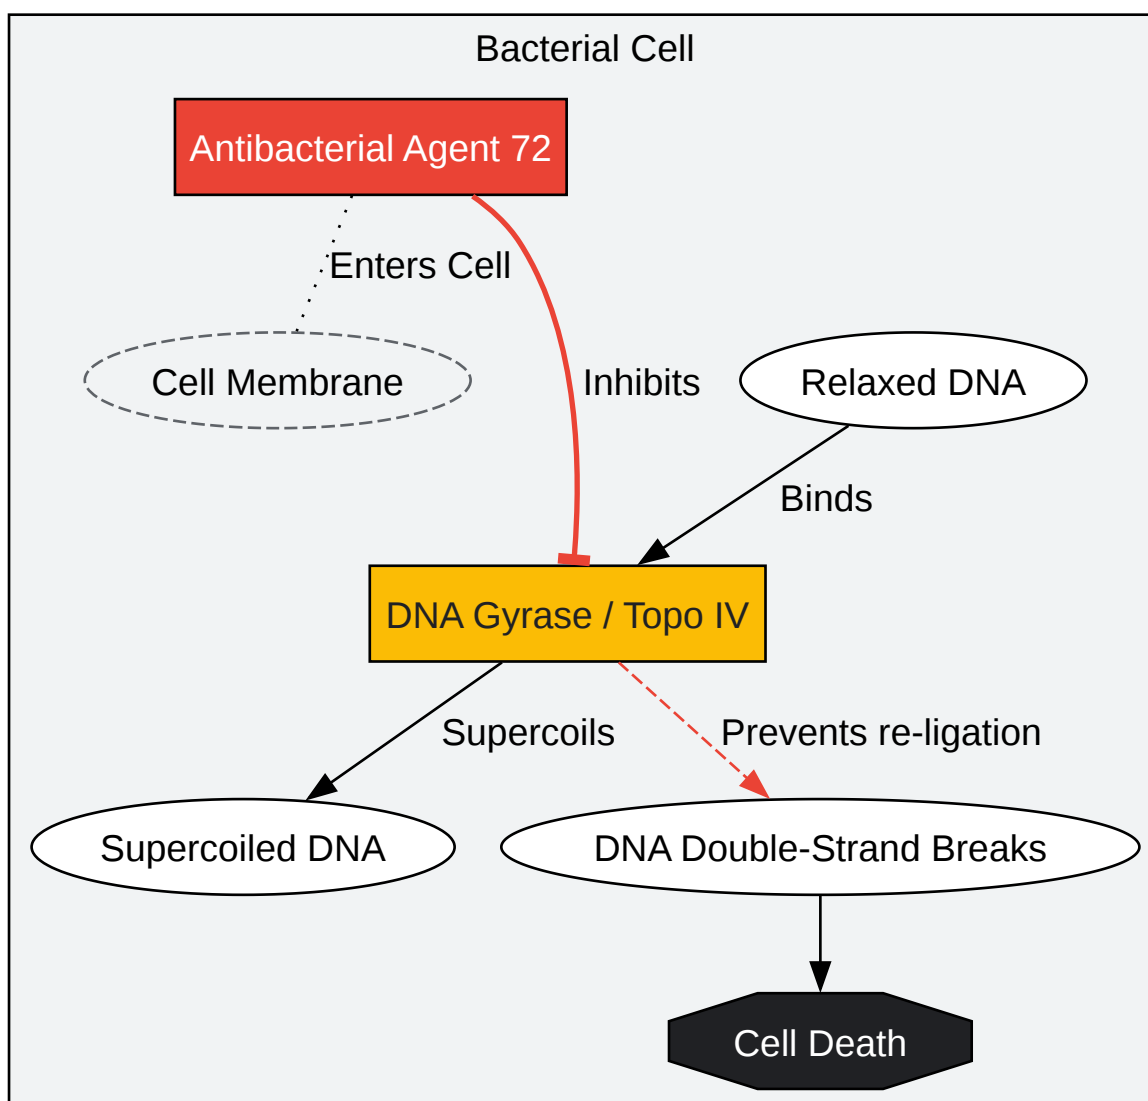 Bacterial Cell
Antibacterial Agent 72
Enters Cell
Cell Membrane
Inhibits
Relaxed DNA
Binds
DNA Gyrase / Topo IV
Supercoils
Prevents re-ligation
Supercoiled DNA
DNA Double-Strand Breaks
Cell Death